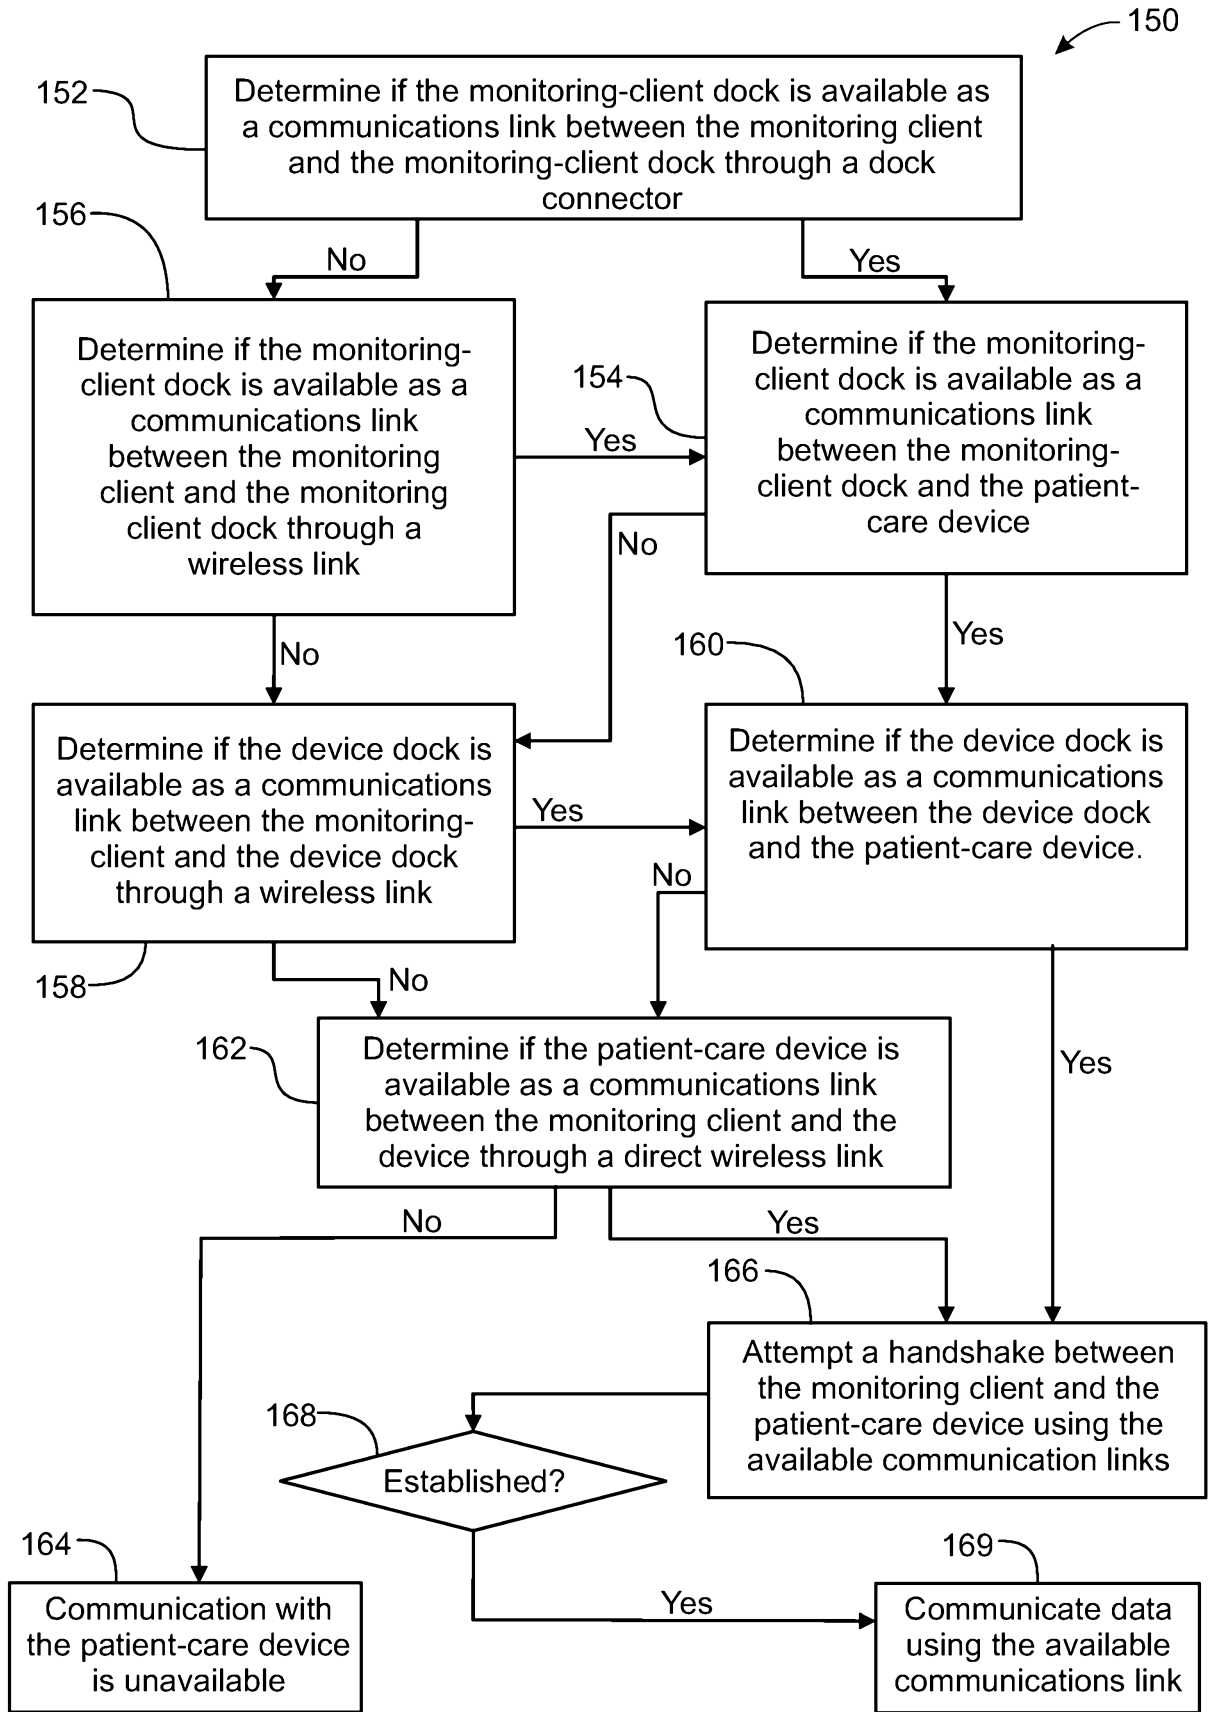 150
152
Determine if the monitoring-client dock is available as
a communications link between the monitoring client
and the monitoring-client dock through a dock
connector
156
No
Yes
Determine if the monitoring-
client dock is available as a
communications link
between the monitoring
client and the monitoring
client dock through a
wireless link
154
Yes
Determine if the monitoring-
client dock is available as a
communications link
between the monitoring-
client dock and the patient-
care device
No
No
160
Yes
Determine if the device dock is
available as a communications
link between the monitoring-
client and the device dock
through a wireless link
Yes
Determine if the device dock is
available as a communications
link between the device dock
and the patient-care device.
No
158
No
162
Determine if the patient-care device is
available as a communications link
between the monitoring client and the
device through a direct wireless link
Yes
No
Yes
166
Attempt a handshake between
the monitoring client and the
patient-care device using the
available communication links
168
Established?
164
Communication with
the patient-care device
is unavailable
Yes
169
Communicate data
using the available
communications link